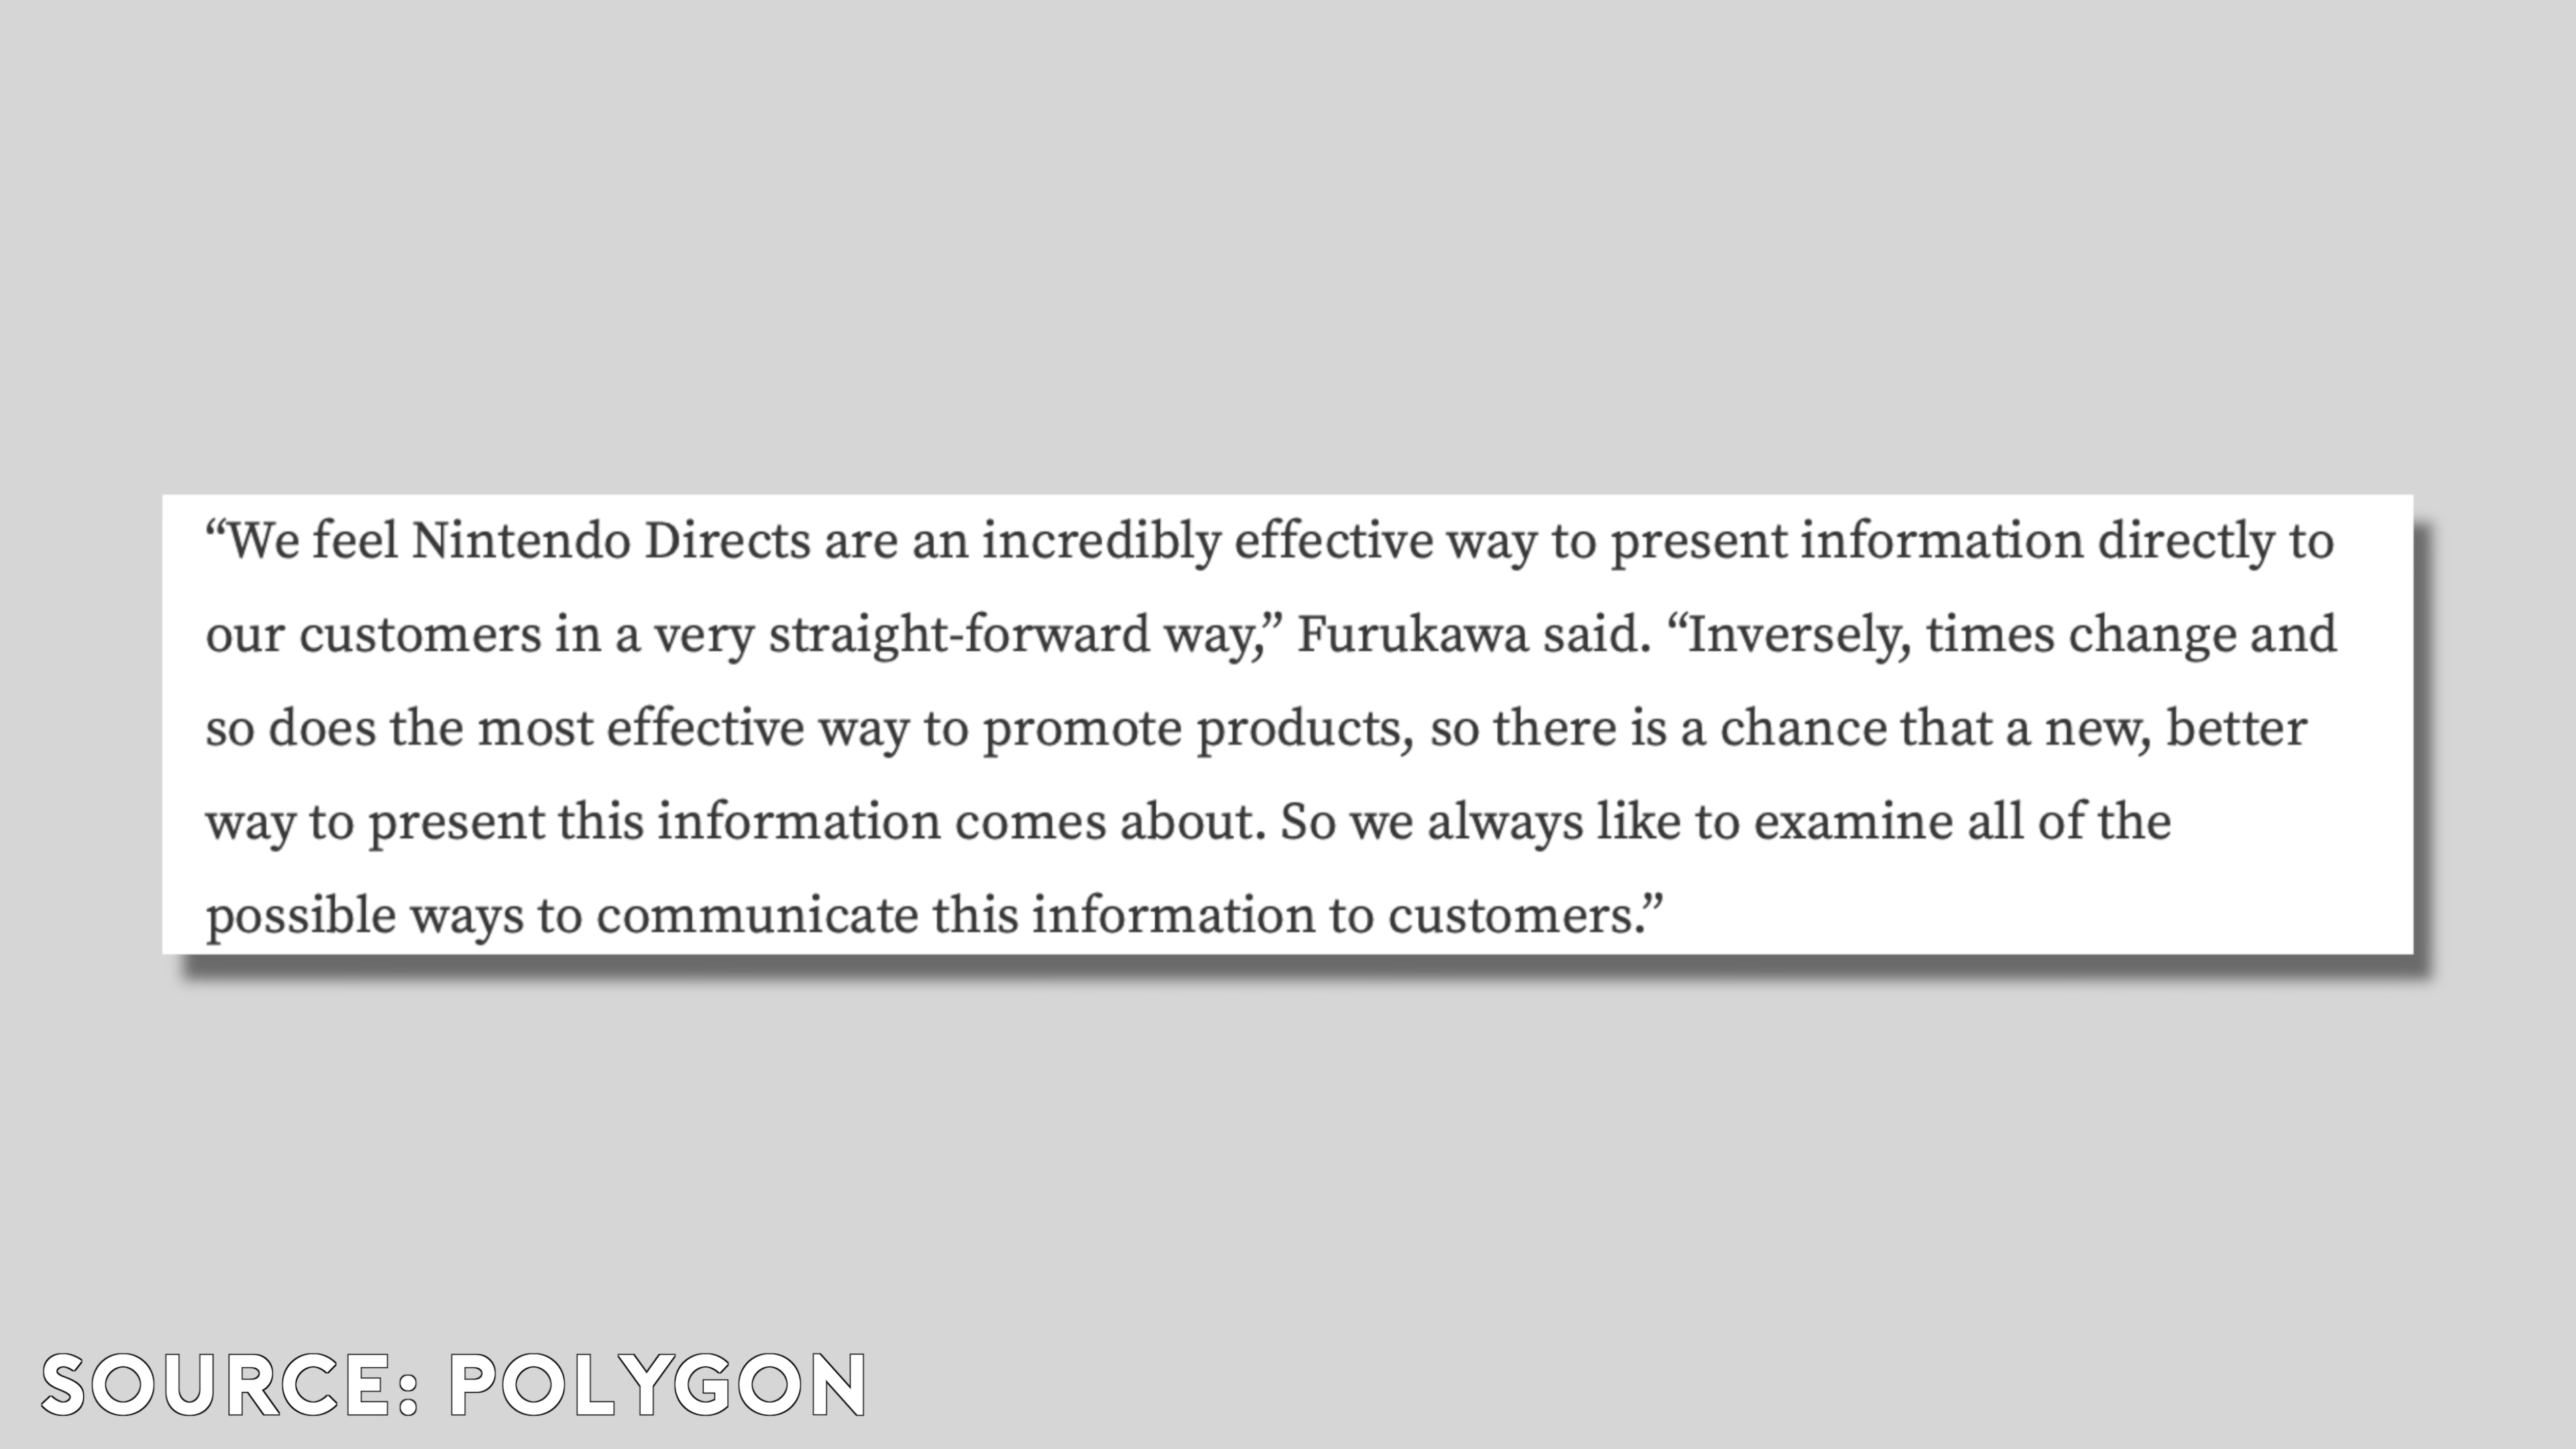 “We feel Nintendo Directs are an incredibly effective way to present information directly to
our customers in a very straight-forward way,” Furukawa said. “Inversely, times change and
so does the most effective way to promote products, so there is a chance that a new, better
way to present this information comes about. So we always like to examine all of the
possible ways to communicate this information to customers.”
SOURCE: POLYGON